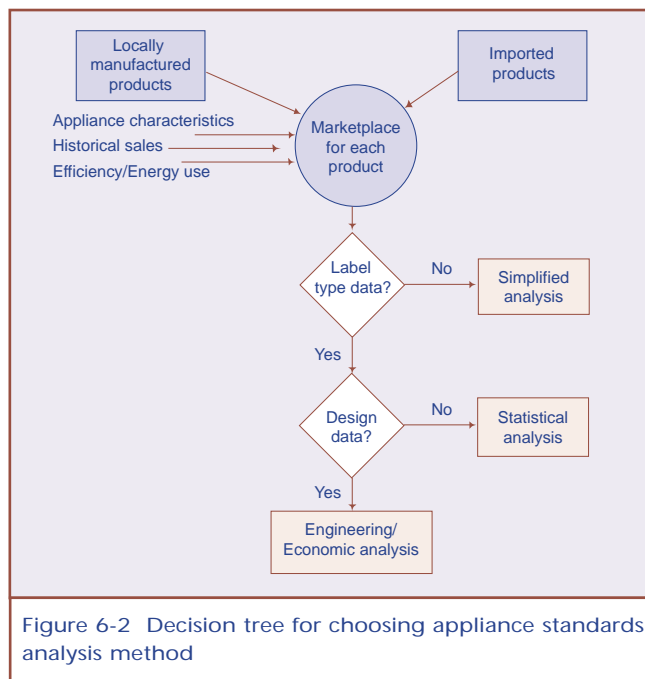 Locally
manufactured
products
Imported
products
Appliance characteristics
Historical sales
Efficiency/Energy use
Marketplace
for each
product
Label
type data?
No
Simplified
analysis
Yes
Design
data?
No
Statistical
analysis
Yes
Engineering/
Economic analysis
Figure 6-2 Decision tree for choosing appliance standards
analysis method